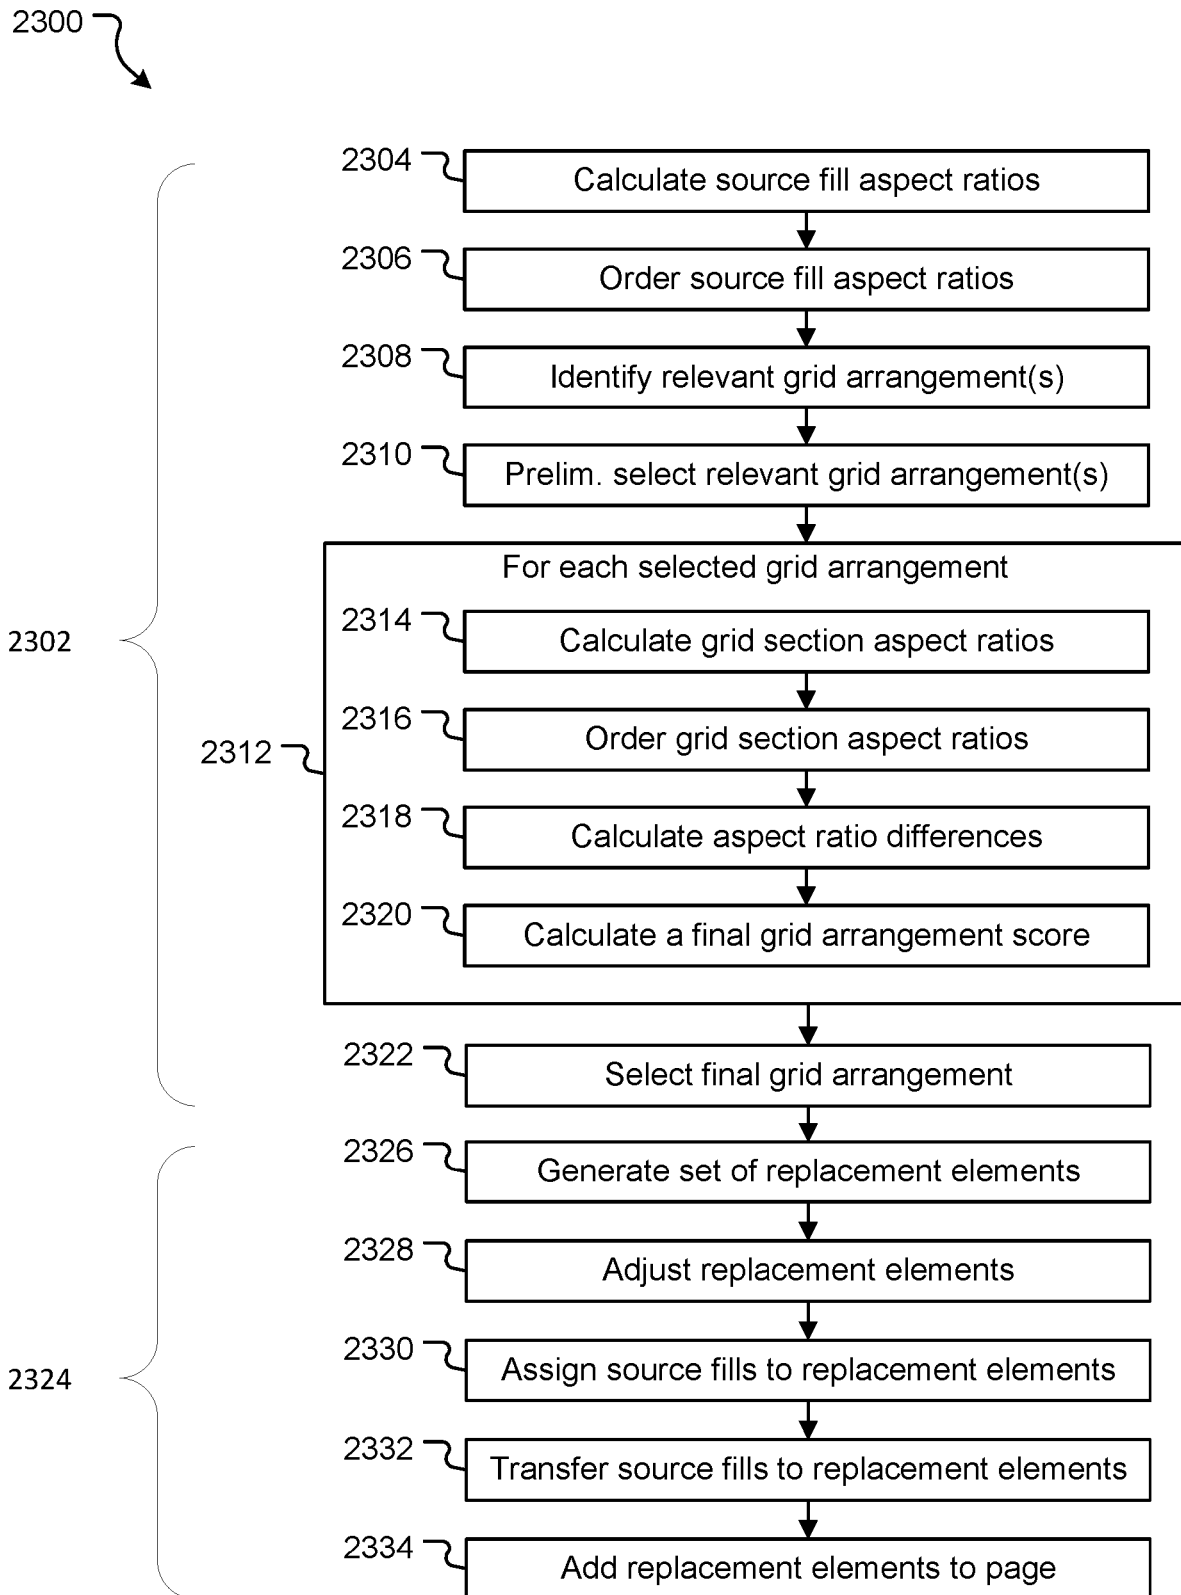 2300
2304
Calculate source fill aspect ratios
2306
Order source fill aspect ratios
2308
Identify relevant grid arrangement(s)
2310
Prelim. select relevant grid arrangement(s)
For each selected grid arrangement
2314
Calculate grid section aspect ratios
2302
2316
Order grid section aspect ratios
2312
2318
Calculate aspect ratio differences
2320
Calculate a final grid arrangement score
2322
Select final grid arrangement
2326
Generate set of replacement elements
2328
Adjust replacement elements
2324
2330
Assign source fills to replacement elements
2332
Transfer source fills to replacement elements
2334
Add replacement elements to page